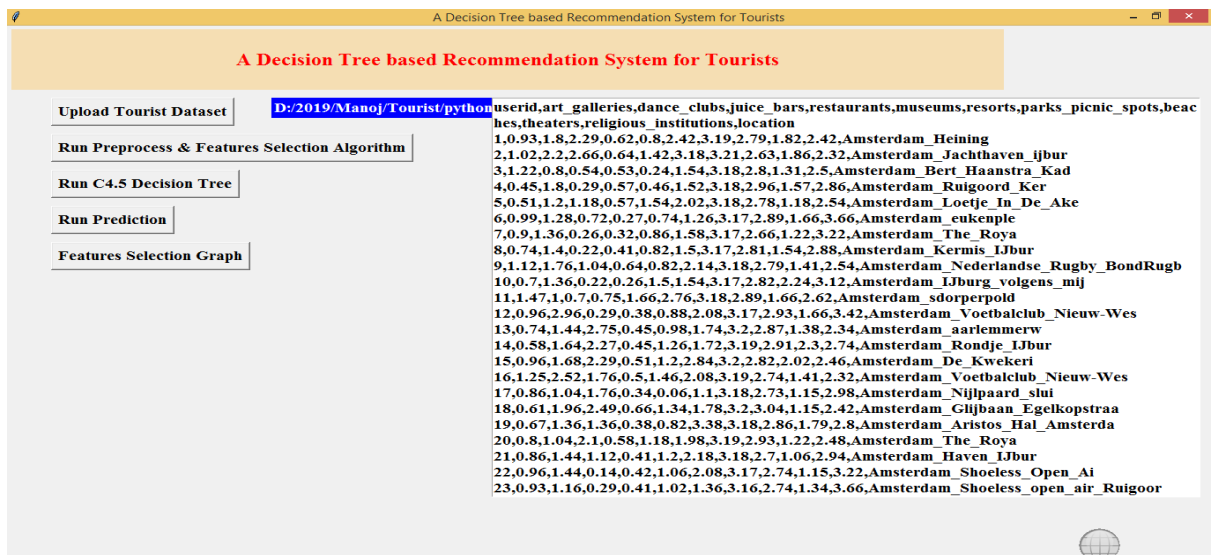 A Decision Tree based Recommendation System for Tourists
A Decision Tree based Recommendation System for Tourists
Upload Tourist Dataset
D:/2019/Manoj/Tourist/python
Run Preprocess & Features Selection Algorithm
Run C4.5 Decision Tree
Run Prediction
Features Selection Graph
userid,art_galleries,dance_clubs,juice_bars,restaurants,museums,resorts,parks_picnic_spots,beac
hes,theaters,religious_institutions,location
1,0.93,1.8,2.29,0.62,0.8,2.42,3.19,2.79,1.82,2.42,Amsterdam_Heining
2,1.02,2.2,2.66,0.64,1.42,3.18,3.21,2.63,1.86,2.32,Amsterdam_Jachthaven_ijbur
3,1.22,0.8,0.54,0.53,0.24,1.54,3.18,2.8,1.31,2.5,Amsterdam_Bert_Haanstra_Kad
4,0.45,1.8,0.29,0.57,0.46,1.52,3.18,2.96,1.57,2.86,Amsterdam_Ruigoord_Ker
5,0.51,1.2,1.18,0.57,1.54,2.02,3.18,2.78,1.18,2.54,Amsterdam_Loetje_In_De_Ake
6,0.99,1.28,0.72,0.27,0.74,1.26,3.17,2.89,1.66,3.66,Amsterdam_eukenple
7,0.9,1.36,0.26,0.32,0.86,1.58,3.17,2.66,1.22,3.22,Amsterdam_The_Roya
8,0.74,1.4,0.22,0.41,0.82,1.5,3.17,2.81,1.54,2.88,Amsterdam_Kermis_IJbur
9,1.12,1.76,1.04,0.64,0.82,2.14,3.18,2.79,1.41,2.54,Amsterdam_Nederlandse_Rugby_BondRugb
10,0.7,1.36,0.22,0.26,1.5,1.54,3.17,2.82,2.24,3.12,Amsterdam_IJburg_volgens_mij
11,1.47,1,0.7,0.75,1.66,2.76,3.18,2.89,1.66,2.62,Amsterdam_sdorperpold
12,0.96,2.96,0.29,0.38,0.88,2.08,3.17,2.93,1.66,3.42,Amsterdam_Voetbalclub_Nieuw-Wes
13,0.74,1.44,2.75,0.45,0.98,1.74,3.2,2.87,1.38,2.34,Amsterdam_aarlemmerw
14,0.58,1.64,2.27,0.45,1.26,1.72,3.19,2.91,2.3,2.74,Amsterdam_Rondje_IJbur
15,0.96,1.68,2.29,0.51,1.2,2.84,3.2,2.82,2.02,2.46,Amsterdam_De_Kwekeri
16,1.25,2.52,1.76,0.5,1.46,2.08,3.19,2.74,1.41,2.32,Amsterdam_Voetbalclub_Nieuw-Wes
17,0.86,1.04,1.76,0.34,0.06,1.1,3.18,2.73,1.15,2.98,Amsterdam_Nijlpaard_slui
18,0.61,1.96,2.49,0.66,1.34,1.78,3.2,3.04,1.15,2.42,Amsterdam_Glijbaan_Egelkopstraa
19,0.67,1.36,1.36,0.38,0.82,3.38,3.18,2.86,1.79,2.8,Amsterdam_Aristos_Hal_Amsterda
20,0.8,1.04,2.1,0.58,1.18,1.98,3.19,2.93,1.22,2.48,Amsterdam_The_Roya
21,0.86,1.44,1.12,0.41,1.2,2.18,3.18,2.7,1.06,2.94,Amsterdam_Haven_IJbur
22,0.96,1.44,0.14,0.42,1.06,2.08,3.17,2.74,1.15,3.22,Amsterdam_Shoeless_Open_Ai
23,0.93,1.16,0.29,0.41,1.02,1.36,3.16,2.74,1.34,3.66,Amsterdam_Shoeless_open_air_Ruigoor